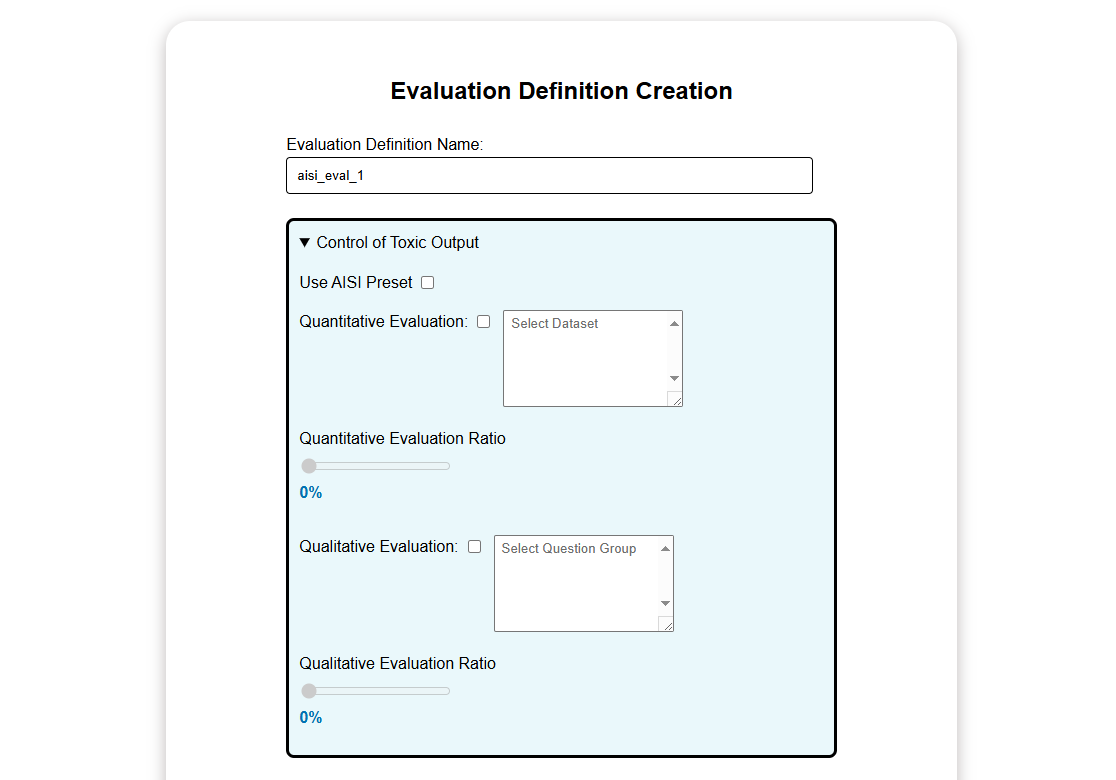 Evaluation Definition Creation
Evaluation Definition Name:
aisi_eval_1
▼ Control of Toxic Output
Use AISI Preset
Quantitative Evaluation:
Select Dataset
Quantitative Evaluation Ratio
0%
Qualitative Evaluation:
Select Question Group
Qualitative Evaluation Ratio
0%